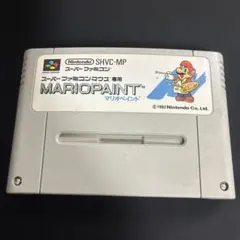 Nintendo SHVC-MP
スーパーファミコン
スーパーファミコンマウス専用
MARIOPAINT™
マリオペイント
©1992 Nintendo Co., Ltd.